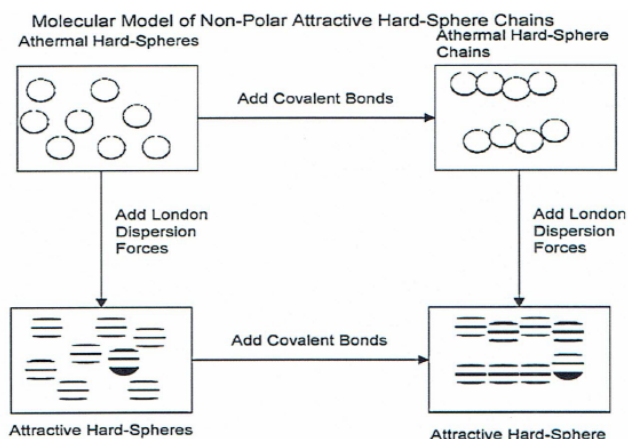 Molecular Model of Non-Polar Attractive Hard-Sphere Chains
Athermal Hard-Spheres
Athermal Hard-Sphere
Chains
Add Covalent Bonds
Add London
Dispersion
Forces
Add London
Dispersion
Forces
Add Covalent Bonds
Attractive Hard-Spheres
Attractive Hard-Sphere